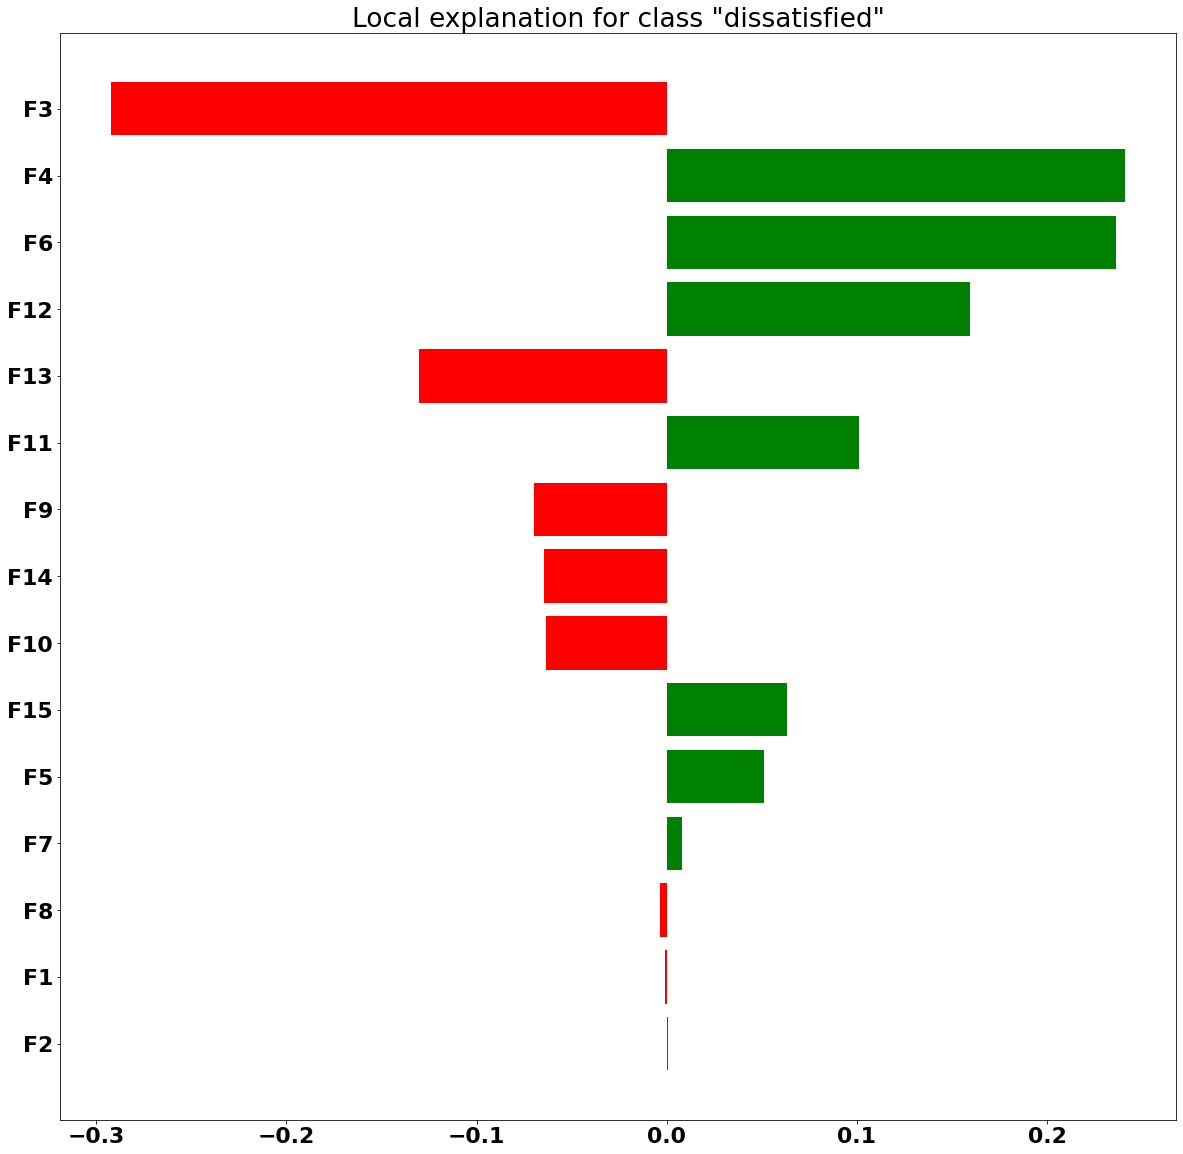 Local explanation for class "dissatisfied"
F3
F4
F6
F12
F13
F11
F9
F14
F10
F15
F5
F7
F8
F1
F2
−0.3 −0.2 −0.1 0.0 0.1 0.2